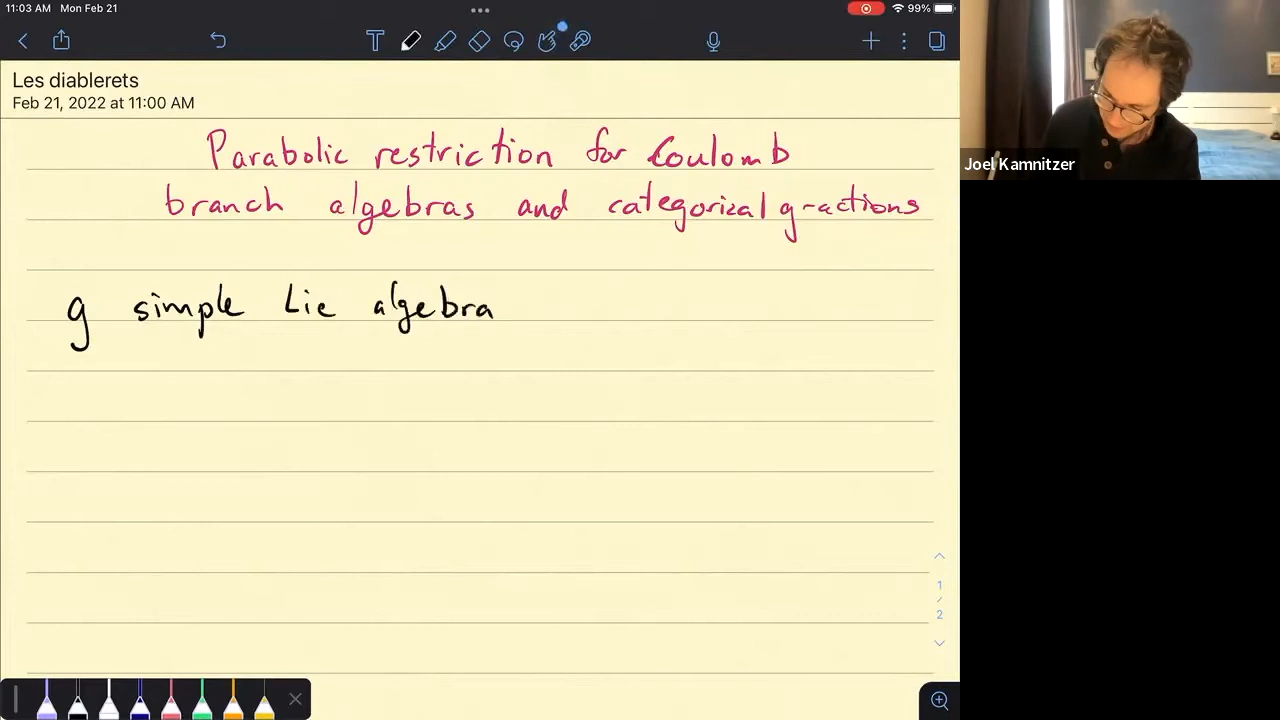 11:03 AM Mon Feb 21
99%
Les diablerets
Feb 21, 2022 at 11:00 AM
Parabolic restriction for Coulomb
branch algebras and categorical g-actions
g simple Lie algebra
Joel Kamnitzer
1
/
2